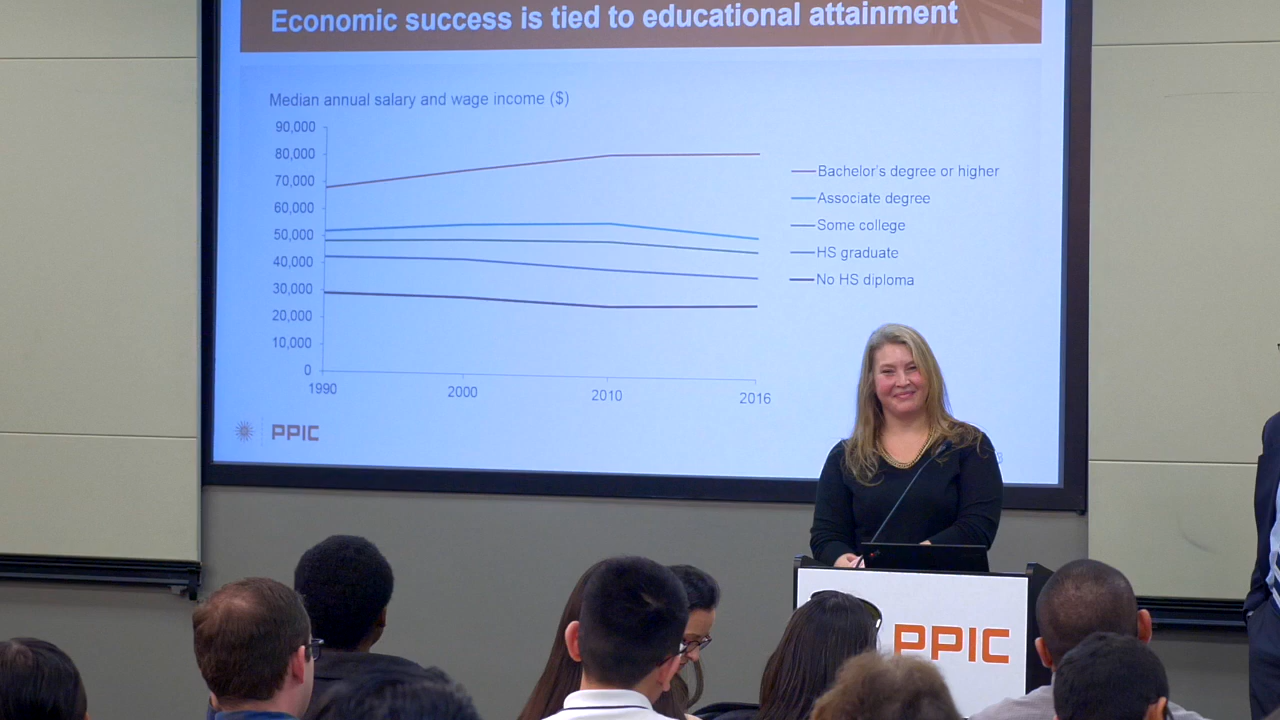 Economic success is tied to educational attainment
Median annual salary and wage income ($)
90,000
80,000
70,000
60,000
50,000
40,000
30,000
20,000
10,000
0
1990
2000
2010
2016
Bachelor's degree or higher
Associate degree
Some college
HS graduate
No HS diploma
PPIC
PPIC